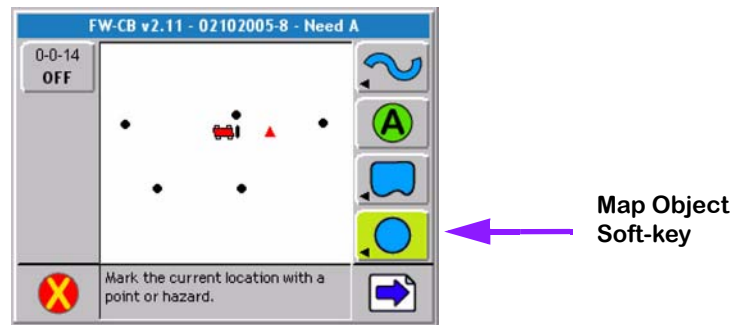 FW-CB v2.11 - 02102005-8 - Need A
0-0-14
OFF
A
Map Object
Soft-key
X
Mark the current location with a
point or hazard.